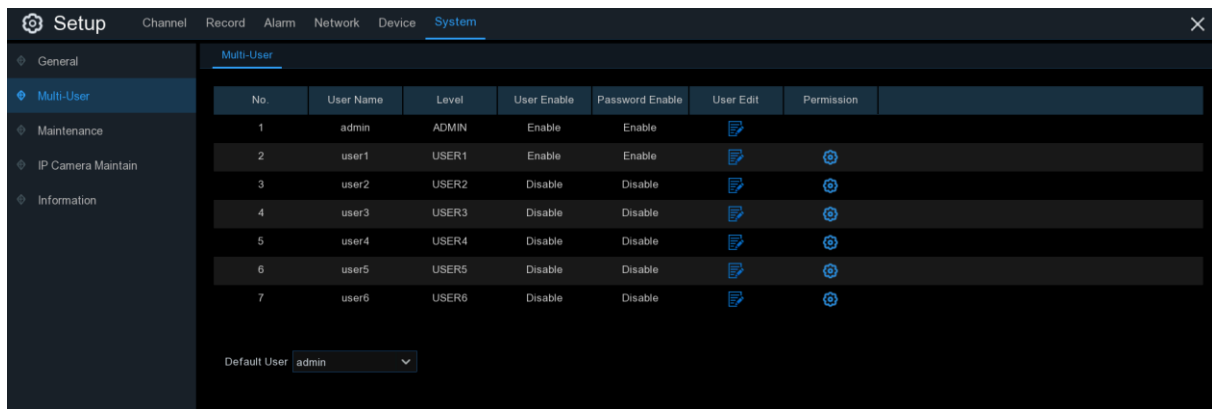 Setup Channel Record Alarm Network Device System
General
Multi-User
Maintenance
IP Camera Maintain
Information
Multi-User
No. User Name Level User Enable Password Enable User Edit Permission
1 admin ADMIN Enable Enable
2 user1 USER1 Enable Enable
3 user2 USER2 Disable Disable
4 user3 USER3 Disable Disable
5 user4 USER4 Disable Disable
6 user5 USER5 Disable Disable
7 user6 USER6 Disable Disable
Default User admin